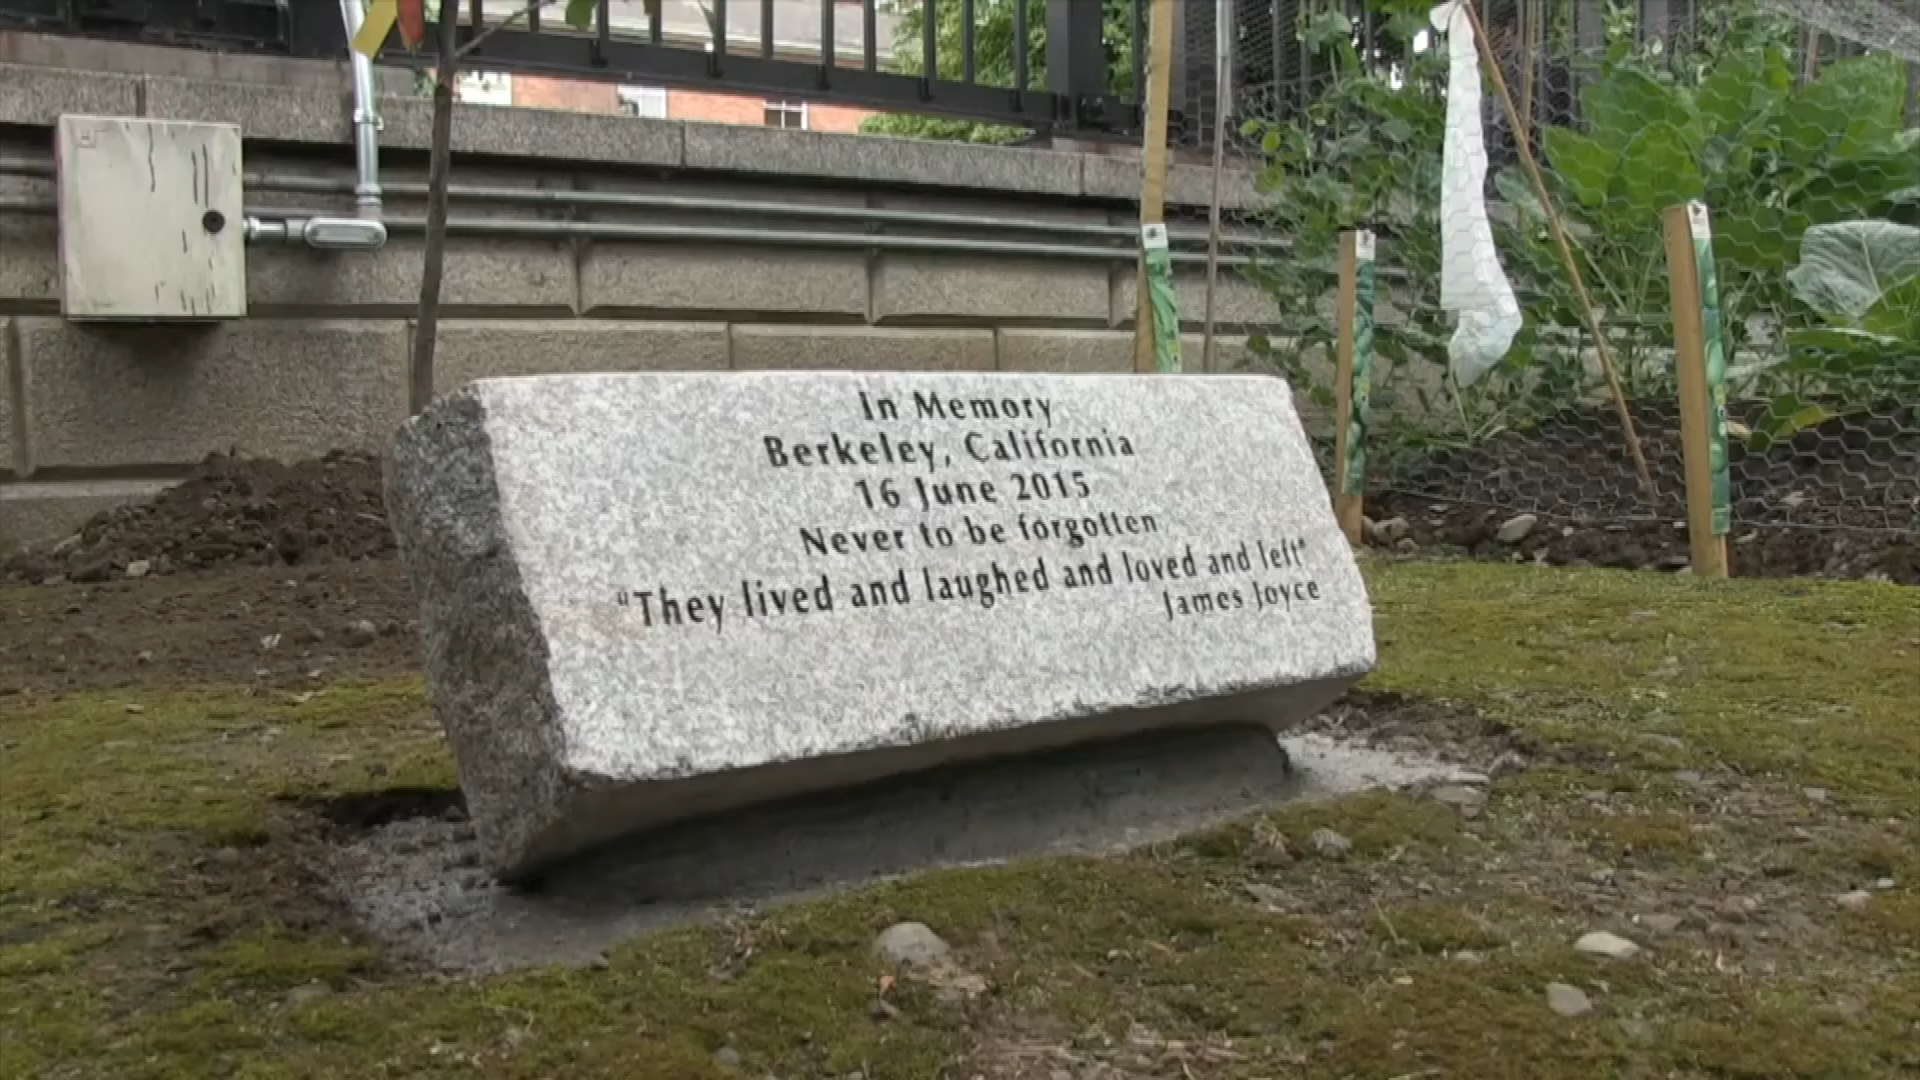 In Memory
Berkeley, California
16 June 2015
Never to be forgotten
"They lived and laughed and loved and left"
James Joyce